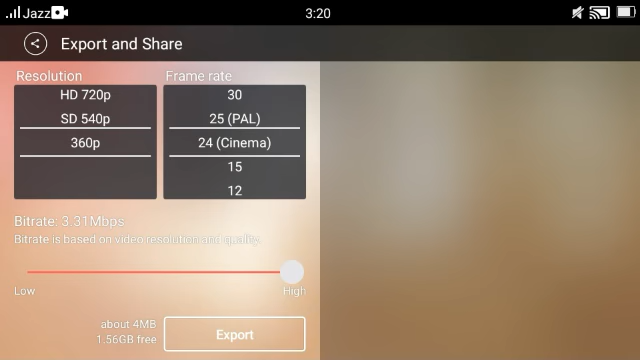 Jazz 3:20
Export and Share
Resolution Frame rate
HD 720p 30
SD 540p 25 (PAL)
360p 24 (Cinema)
15
12
Bitrate: 3.31Mbps
Bitrate is based on video resolution and quality.
Low High
about 4MB
1.56GB free
Export